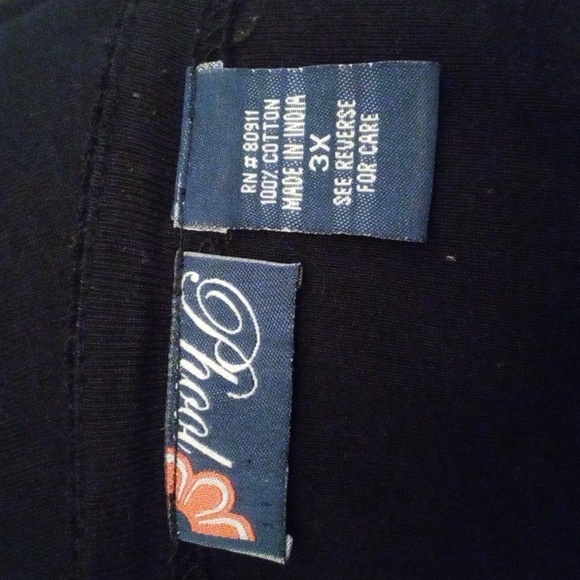 RN # 80911
100% COTTON
MADE IN INDIA
3X
SEE REVERSE
FOR CARE
Phool